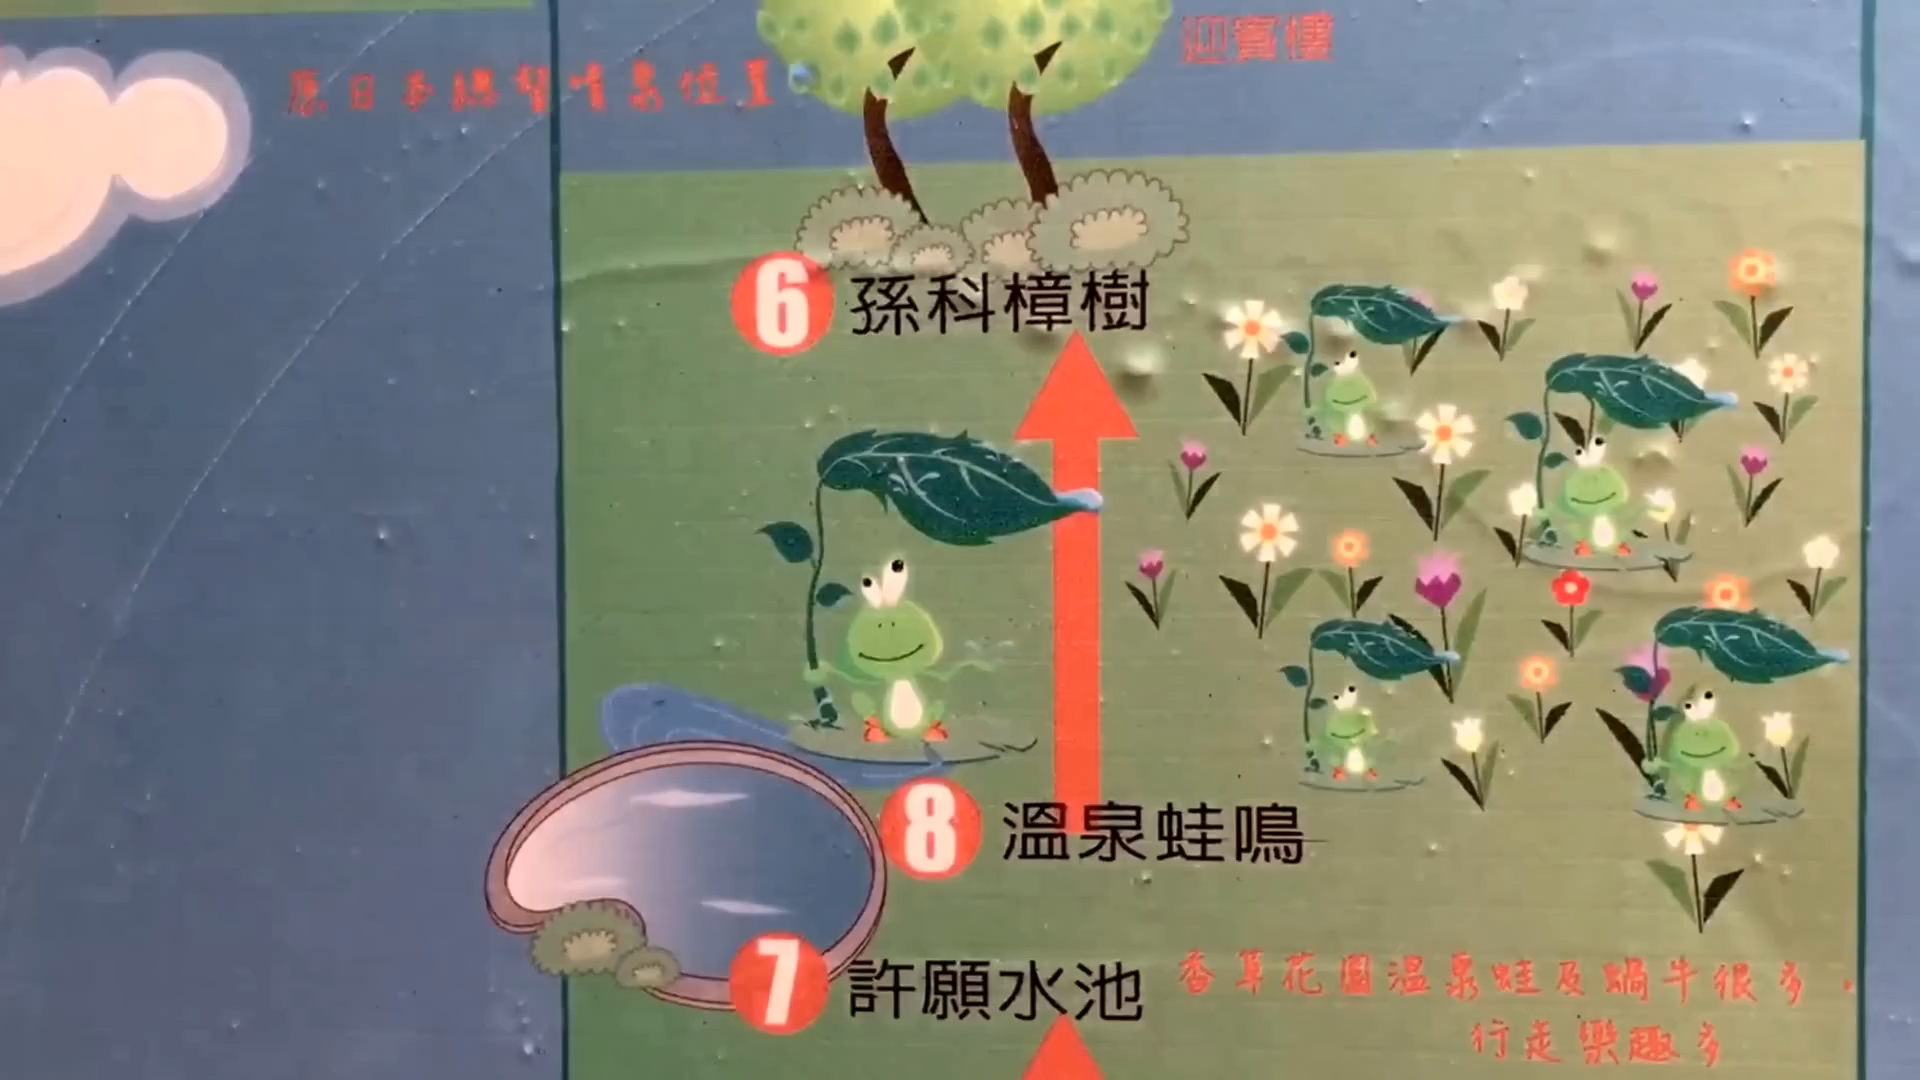 迎賓樓
原日本總督噴泉位置
6 孫科樟樹
8 溫泉蛙鳴
7 許願水池
香草花園溫泉蛙及蝸牛很多，
行走樂趣多